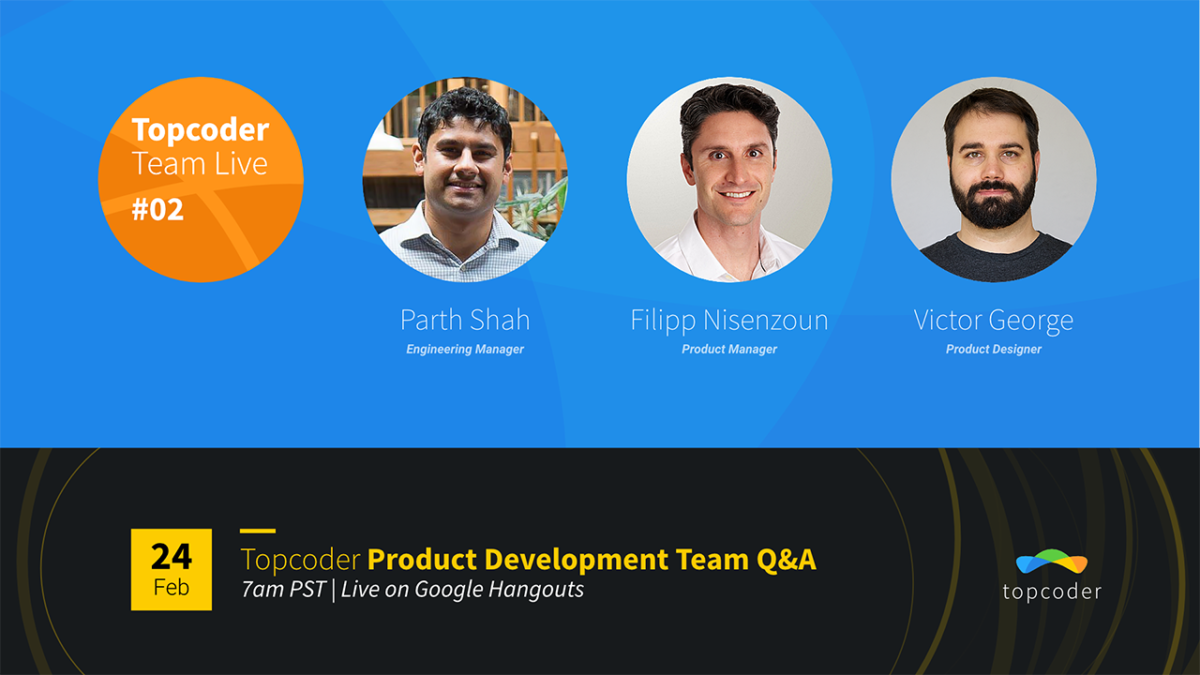 Topcoder
Team Live
#02
Parth Shah
Engineering Manager
Filipp Nisenzoun
Product Manager
Victor George
Product Designer
24
Feb
Topcoder Product Development Team Q&A
7am PST | Live on Google Hangouts
topcoder